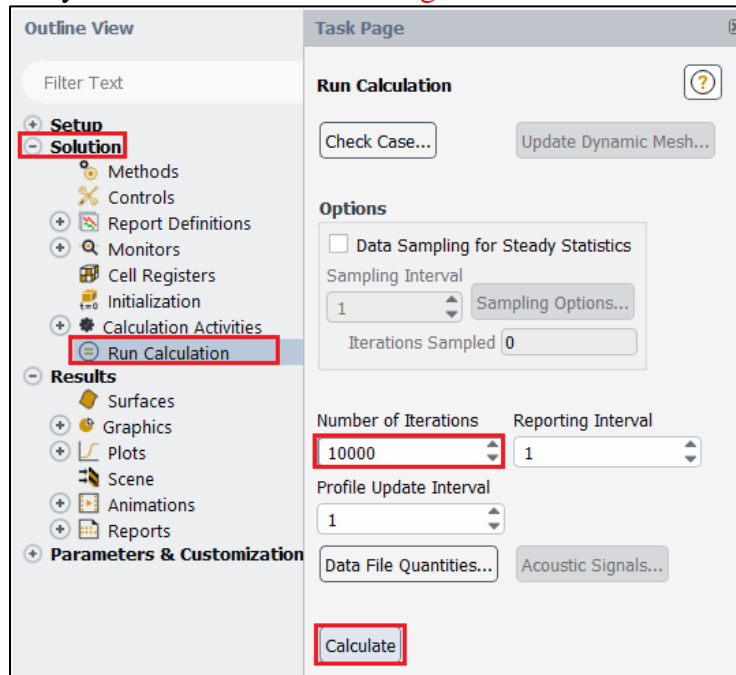 Outline View
Filter Text
Setup
Solution
Methods
Controls
Report Definitions
Monitors
Cell Registers
t=0
Initialization
Calculation Activities
Run Calculation
Results
Surfaces
Graphics
Plots
Scene
Animations
Reports
Parameters & Customization
Task Page
Run Calculation
?
Check Case... Update Dynamic Mesh...
Options
Data Sampling for Steady Statistics
Sampling Interval
1 Sampling Options...
Iterations Sampled 0
Number of Iterations Reporting Interval
10000 1
Profile Update Interval
1
Data File Quantities... Acoustic Signals...
Calculate